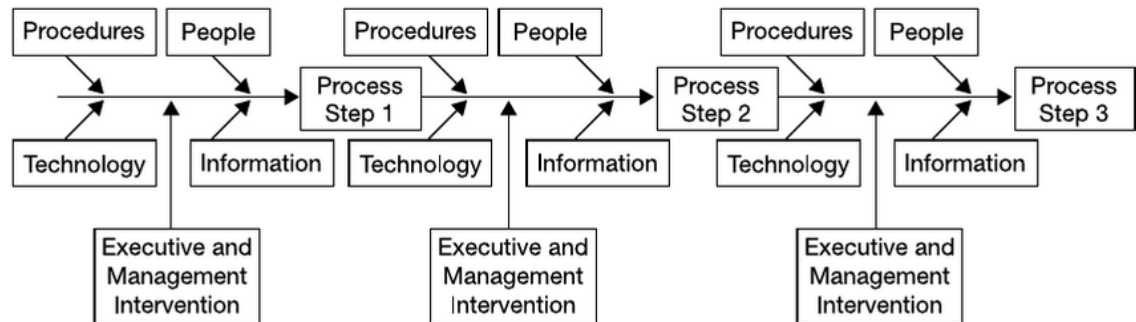 Procedures
People
Procedures
People
Procedures
People
Process
Step 1
Process
Step 2
Process
Step 3
Technology
Information
Technology
Information
Technology
Information
Executive and
Management
Intervention
Executive and
Management
Intervention
Executive and
Management
Intervention